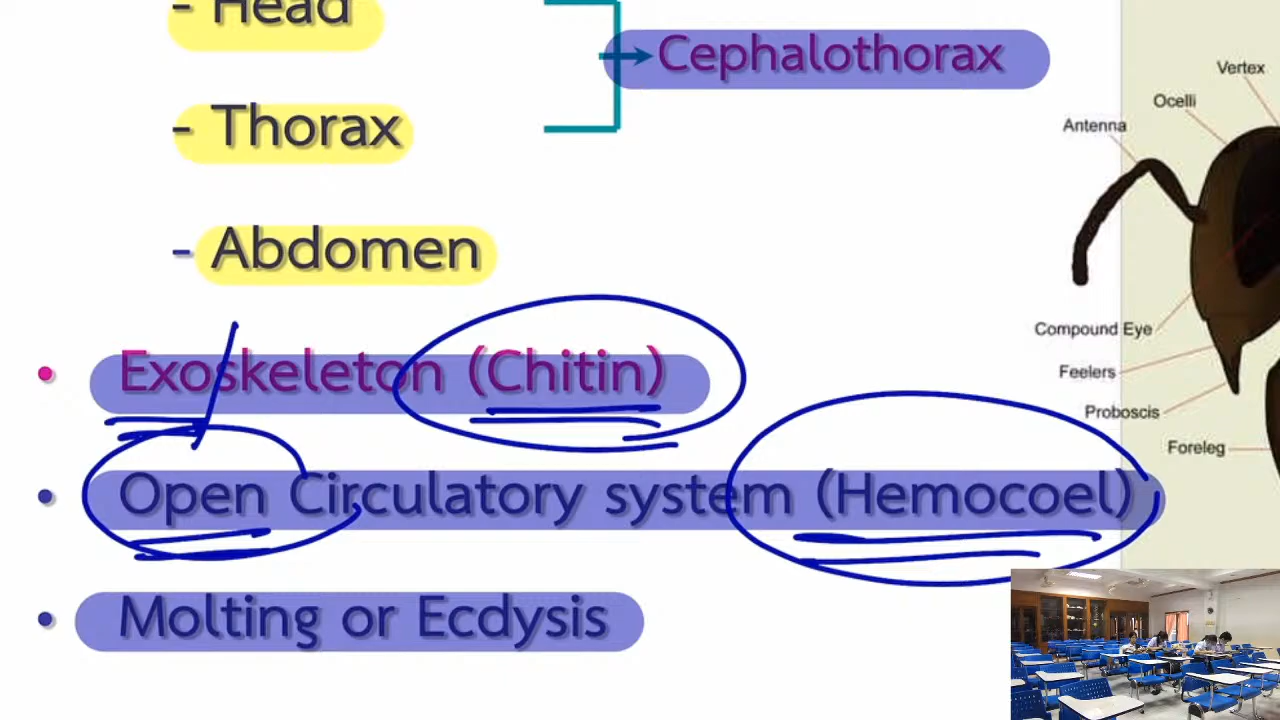 - Head
Cephalothorax
- Thorax
- Abdomen
• Exoskeleton (Chitin)
• Open Circulatory system (Hemocoel)
• Molting or Ecdysis
Vertex
Ocelli
Antenna
Compound Eye
Feelers
Proboscis
Foreleg